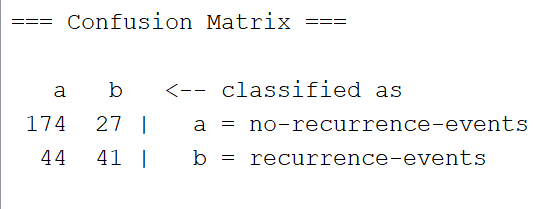 === Confusion Matrix ===
a b <-- classified as
174 27 | a = no-recurrence-events
44 41 | b = recurrence-events